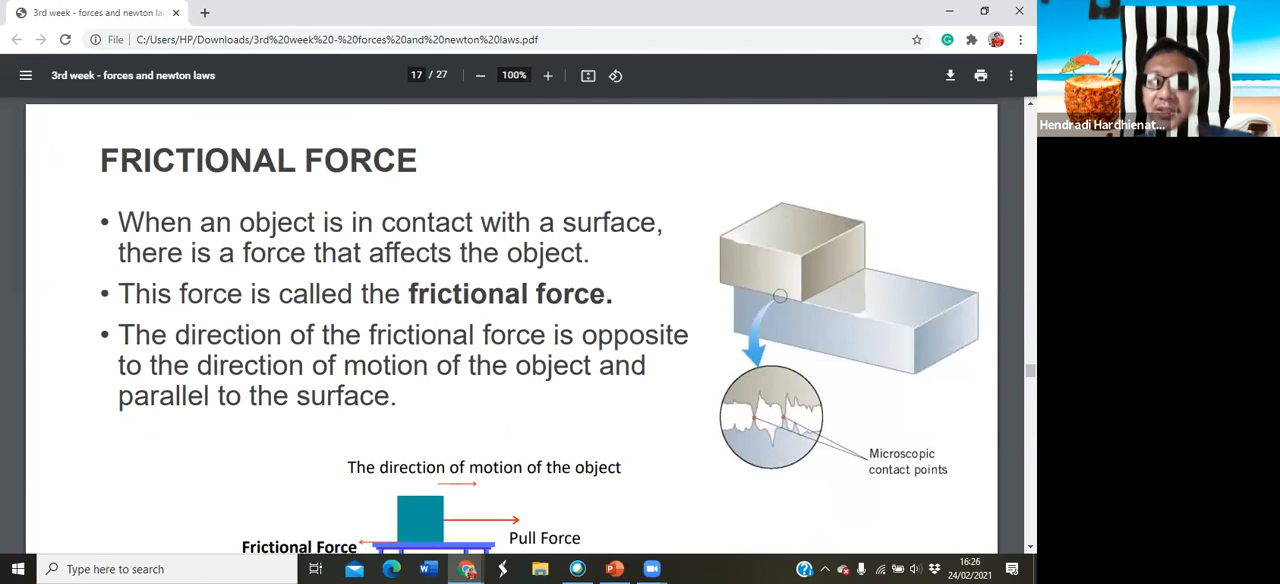 3rd week - forces and newton la
File
C:/Users/HP/Downloads/3rd%20week%20-%20forces%20and%20newton%20laws.pdf
3rd week - forces and newton laws
17 / 27
100%
Hendradi Hardhienat...
FRICTIONAL FORCE
• When an object is in contact with a surface,
there is a force that affects the object.
• This force is called the frictional force.
• The direction of the frictional force is opposite
to the direction of motion of the object and
parallel to the surface.
Microscopic
contact points
The direction of motion of the object
Pull Force
Frictional Force
Type here to search
16:26
24/02/2021